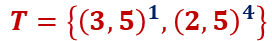 T = {(3, 5)¹, (2, 5)⁴}